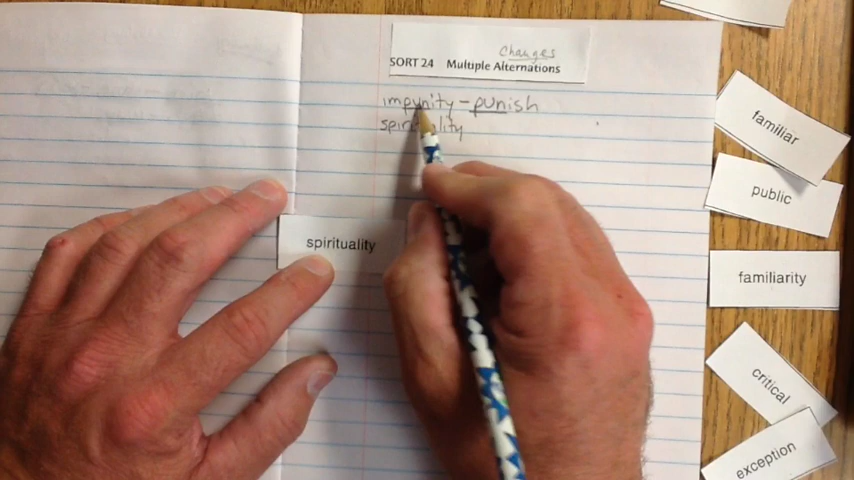 Changes
SORT 24 Multiple Alternations
impunity - punish
spirituality
spirituality
familiar
public
familiarity
critical
exception